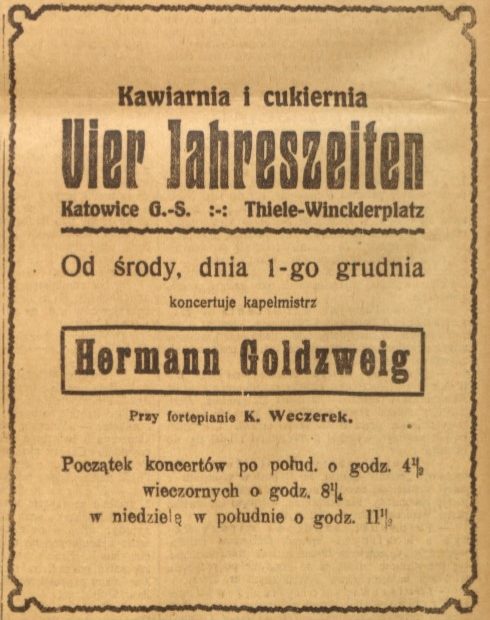 Kawiarnia i cukiernia
Vier Jahreszeiten
Katowice G.-S. :-: Thiele-Wincklerplatz
Od środy, dnia 1-go grudnia
koncertuje kapelmistrz
Hermann Goldzweig
Przy fortepianie K. Weczerek.
Początek koncertów po połud. o godz. 4½
wieczornych o godz. 8¼
w niedzielę w południe o godz. 11½